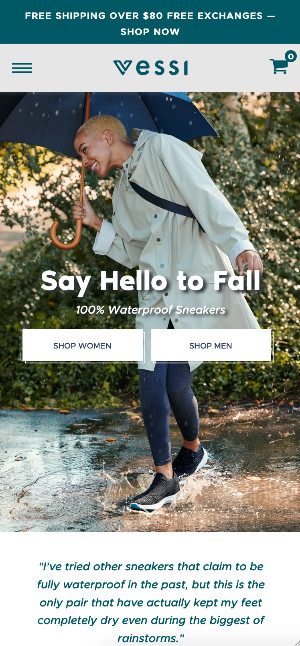 FREE SHIPPING OVER $80 FREE EXCHANGES —
SHOP NOW
vessi
0
Say Hello to Fall
100% Waterproof Sneakers
SHOP WOMEN
SHOP MEN
"I've tried other sneakers that claim to be
fully waterproof in the past, but this is the
only pair that have actually kept my feet
completely dry even during the biggest of
rainstorms."